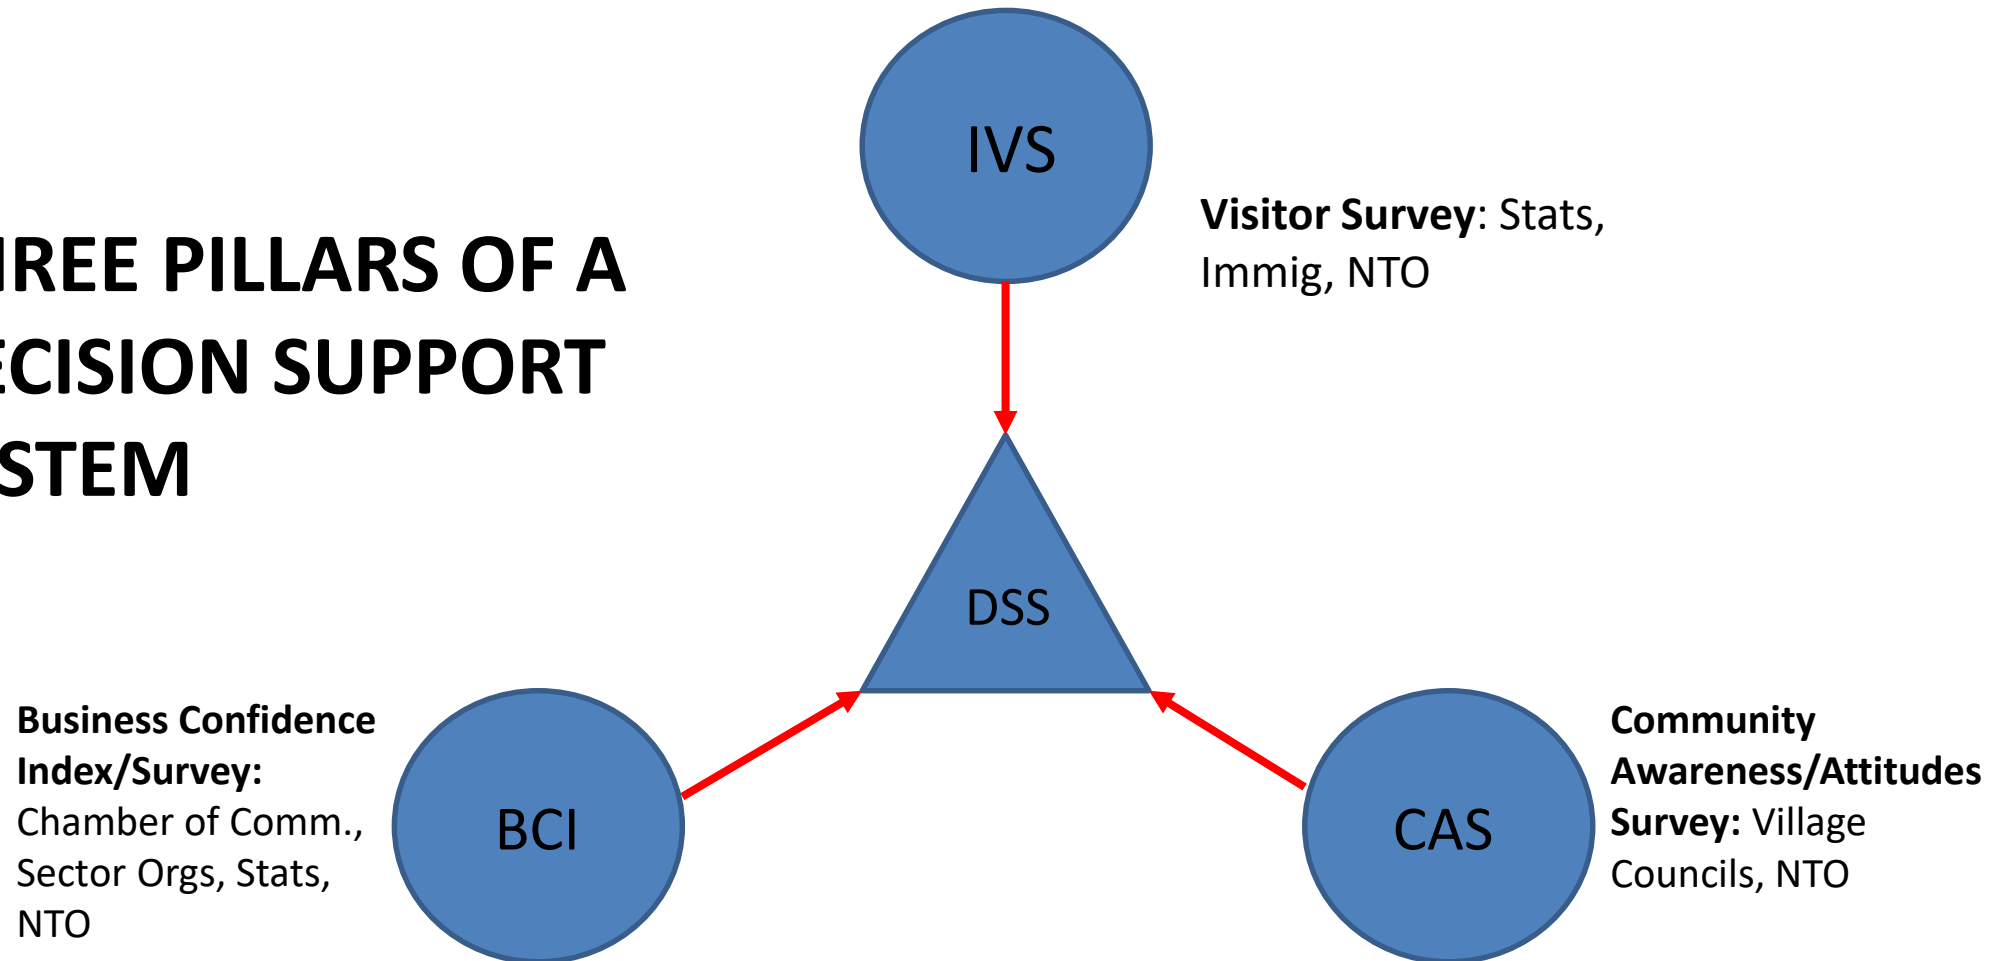 HREE PILLARS OF A
ECISION SUPPORT
STEM
IVS
Visitor Survey: Stats,
Immig, NTO
DSS
Business Confidence
Index/Survey:
Chamber of Comm.,
Sector Orgs, Stats,
NTO
BCI
CAS
Community
Awareness/Attitudes
Survey: Village
Councils, NTO